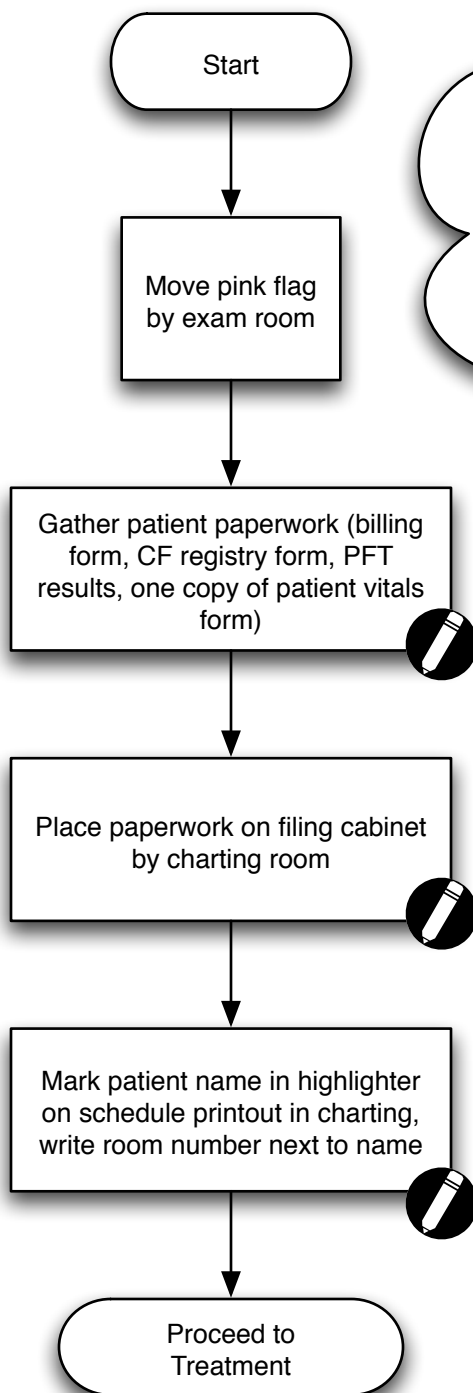 Start
Move pink flag
by exam room
Gather patient paperwork (billing
form, CF registry form, PFT
results, one copy of patient vitals
form)
Place paperwork on filing cabinet
by charting room
Mark patient name in highlighter
on schedule printout in charting,
write room number next to name
Proceed to
Treatment